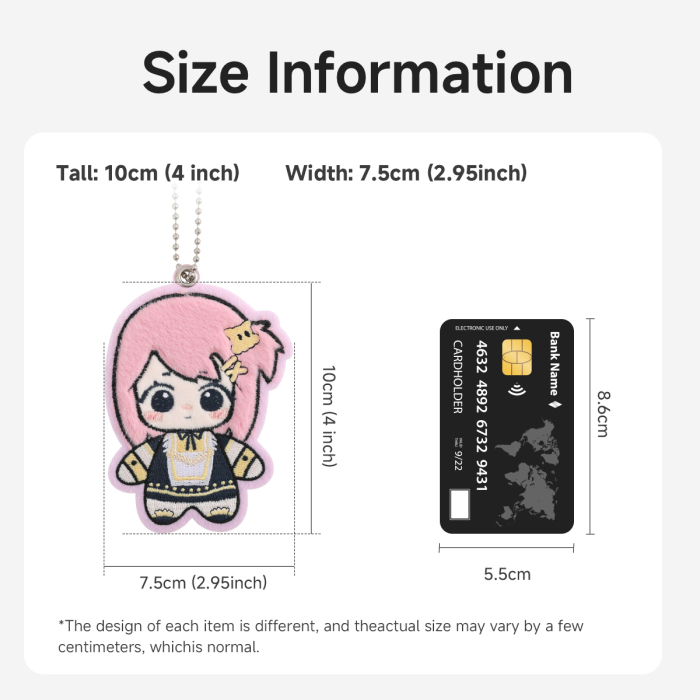 Size Information
Tall: 10cm (4 inch)
Width: 7.5cm (2.95inch)
10cm (4 inch)
7.5cm (2.95inch)
ELECTRONIC USE ONLY
Bank Name
4632 4892 6732 9431
CARDHOLDER
9/22
8.6cm
5.5cm
*The design of each item is different, and theactual size may vary by a few
centimeters, whichis normal.